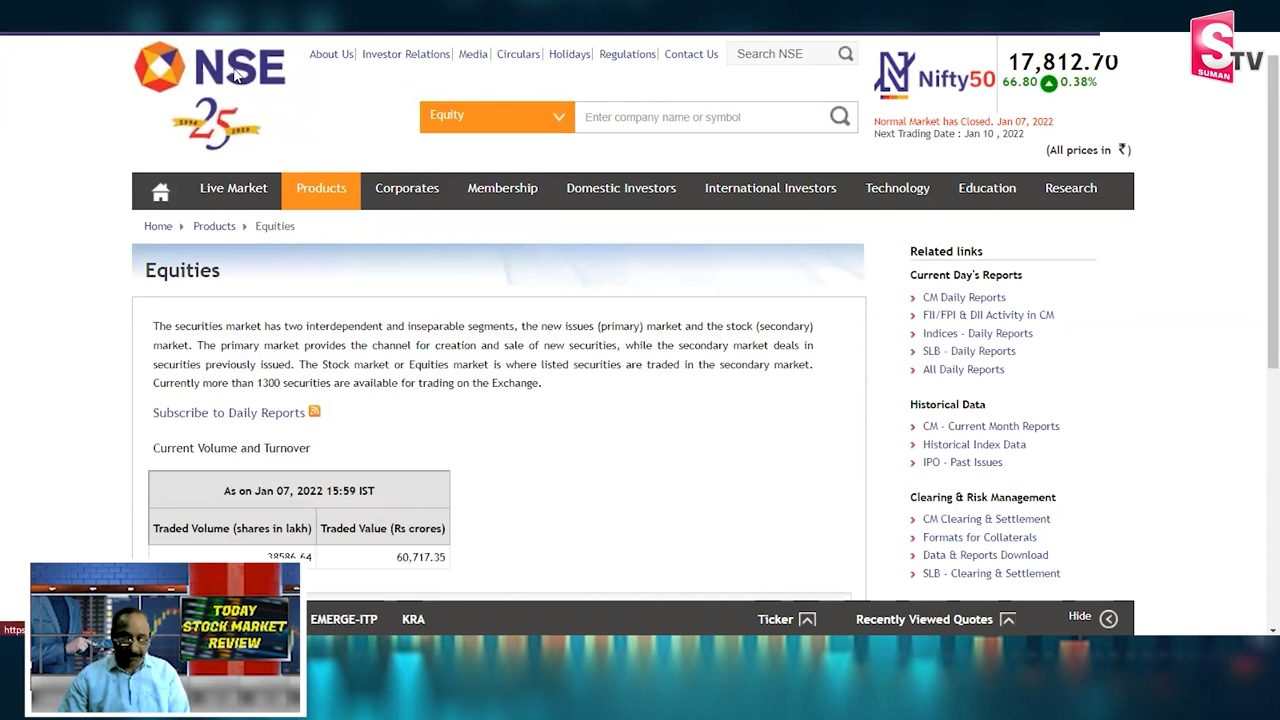 NSE
1994 25 2019
About Us
Investor Relations
Media
Circulars
Holidays
Regulations
Contact Us
Search NSE
Equity
Enter company name or symbol
Nifty50
17,812.70
66.80 0.38%
Normal Market has Closed. Jan 07, 2022
Next Trading Date : Jan 10 , 2022
(All prices in ₹)
S TV
SUMAN
Live Market
Products
Corporates
Membership
Domestic Investors
International Investors
Technology
Education
Research
Home
Products
Equities
Equities
The securities market has two interdependent and inseparable segments, the new issues (primary) market and the stock (secondary)
market. The primary market provides the channel for creation and sale of new securities, while the secondary market deals in
securities previously issued. The Stock market or Equities market is where listed securities are traded in the secondary market.
Currently more than 1300 securities are available for trading on the Exchange.
Subscribe to Daily Reports
Current Volume and Turnover
As on Jan 07, 2022 15:59 IST
Traded Volume (shares in lakh)
Traded Value (Rs crores)
38586.64
60,717.35
Related links
Current Day's Reports
CM Daily Reports
FII/FPI & DII Activity in CM
Indices - Daily Reports
SLB - Daily Reports
All Daily Reports
Historical Data
CM - Current Month Reports
Historical Index Data
IPO - Past Issues
Clearing & Risk Management
CM Clearing & Settlement
Formats for Collaterals
Data & Reports Download
SLB - Clearing & Settlement
https
EMERGE-ITP
KRA
Ticker
Recently Viewed Quotes
Hide
TODAY
STOCK MARKET
REVIEW